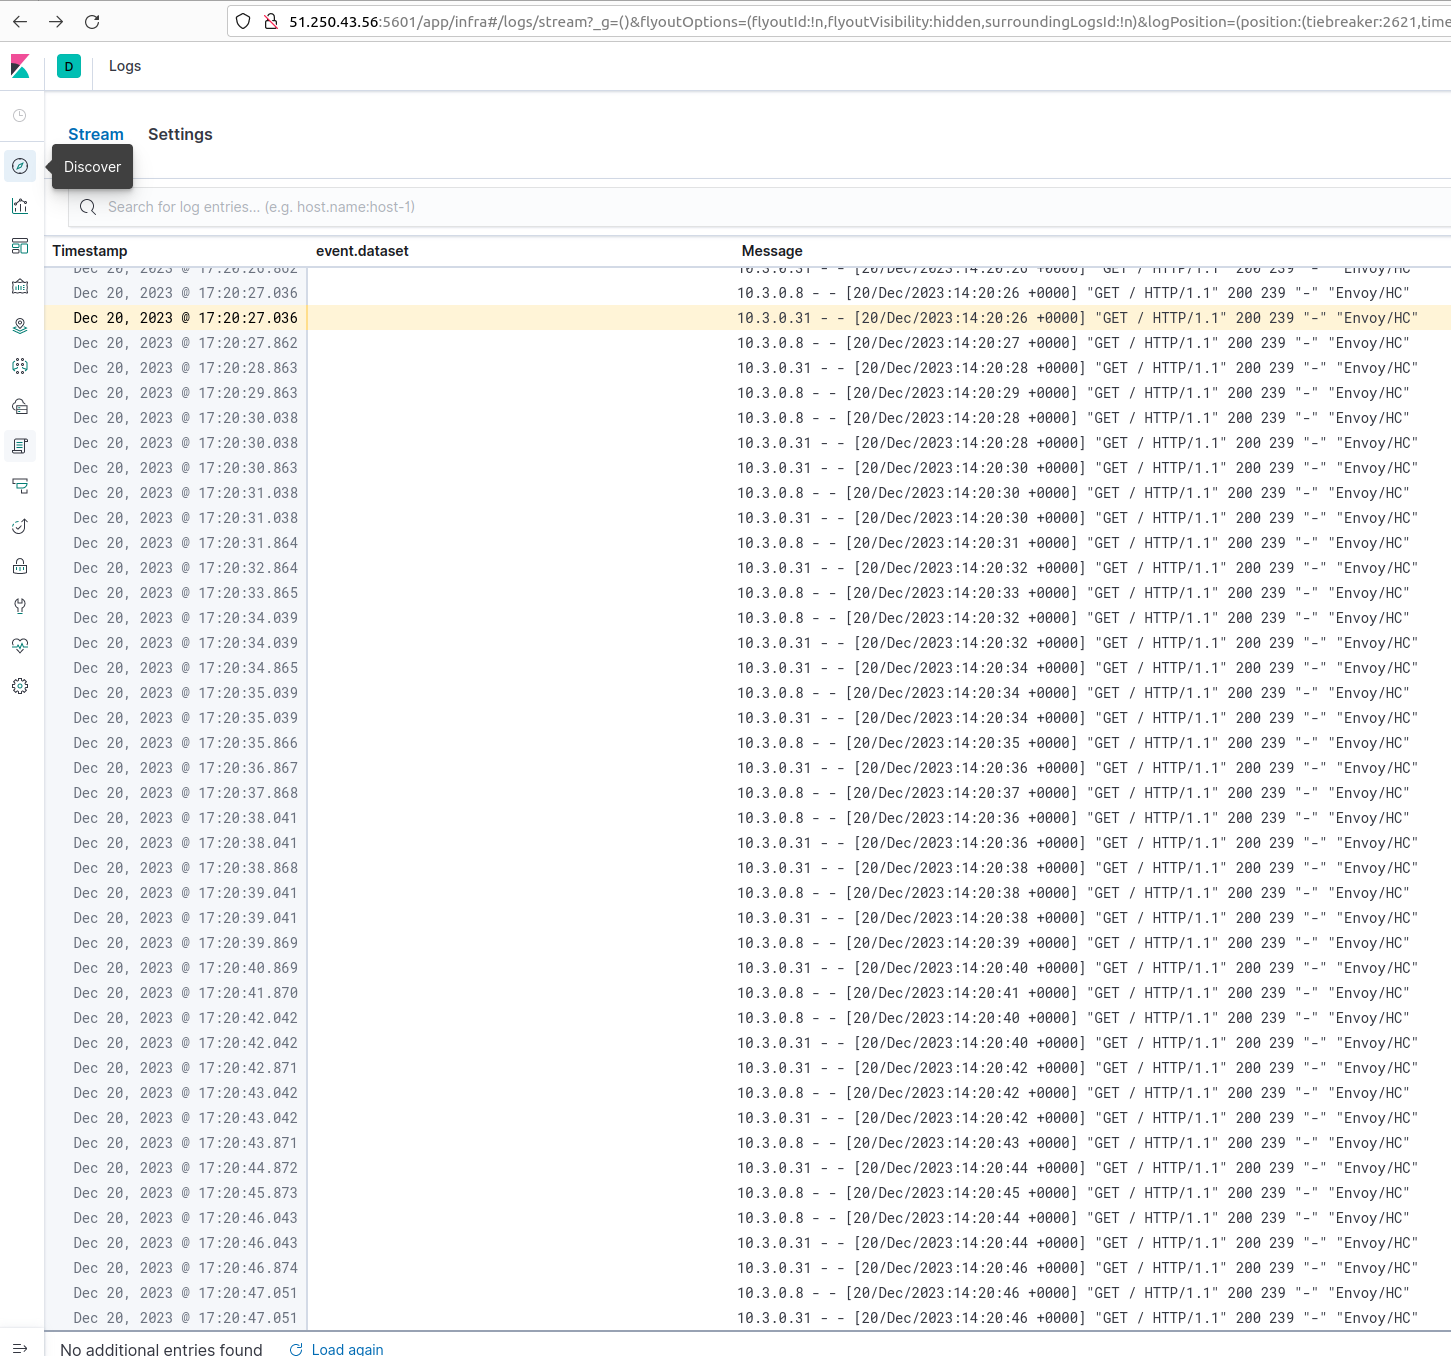 51.250.43.56:5601/app/infra#/logs/stream?_g=()&flyoutOptions=(flyoutId:!n,flyoutVisibility:hidden,surroundingLogsId:!n)&logPosition=(position:(tiebreaker:2621,time
D Logs
Stream Settings
Discover
Search for log entries... (e.g. host.name:host-1)
Timestamp event.dataset Message
Dec 20, 2023 @ 17:20:26.862 10.3.0.31 - - [20/Dec/2023:14:20:26 +0000] "GET / HTTP/1.1" 200 239 "-" "Envoy/HC"
Dec 20, 2023 @ 17:20:27.036 10.3.0.8 - - [20/Dec/2023:14:20:26 +0000] "GET / HTTP/1.1" 200 239 "-" "Envoy/HC"
Dec 20, 2023 @ 17:20:27.036 10.3.0.31 - - [20/Dec/2023:14:20:26 +0000] "GET / HTTP/1.1" 200 239 "-" "Envoy/HC"
Dec 20, 2023 @ 17:20:27.862 10.3.0.8 - - [20/Dec/2023:14:20:27 +0000] "GET / HTTP/1.1" 200 239 "-" "Envoy/HC"
Dec 20, 2023 @ 17:20:28.863 10.3.0.31 - - [20/Dec/2023:14:20:28 +0000] "GET / HTTP/1.1" 200 239 "-" "Envoy/HC"
Dec 20, 2023 @ 17:20:29.863 10.3.0.8 - - [20/Dec/2023:14:20:29 +0000] "GET / HTTP/1.1" 200 239 "-" "Envoy/HC"
Dec 20, 2023 @ 17:20:30.038 10.3.0.8 - - [20/Dec/2023:14:20:28 +0000] "GET / HTTP/1.1" 200 239 "-" "Envoy/HC"
Dec 20, 2023 @ 17:20:30.038 10.3.0.31 - - [20/Dec/2023:14:20:28 +0000] "GET / HTTP/1.1" 200 239 "-" "Envoy/HC"
Dec 20, 2023 @ 17:20:30.863 10.3.0.31 - - [20/Dec/2023:14:20:30 +0000] "GET / HTTP/1.1" 200 239 "-" "Envoy/HC"
Dec 20, 2023 @ 17:20:31.038 10.3.0.8 - - [20/Dec/2023:14:20:30 +0000] "GET / HTTP/1.1" 200 239 "-" "Envoy/HC"
Dec 20, 2023 @ 17:20:31.038 10.3.0.31 - - [20/Dec/2023:14:20:30 +0000] "GET / HTTP/1.1" 200 239 "-" "Envoy/HC"
Dec 20, 2023 @ 17:20:31.864 10.3.0.8 - - [20/Dec/2023:14:20:31 +0000] "GET / HTTP/1.1" 200 239 "-" "Envoy/HC"
Dec 20, 2023 @ 17:20:32.864 10.3.0.31 - - [20/Dec/2023:14:20:32 +0000] "GET / HTTP/1.1" 200 239 "-" "Envoy/HC"
Dec 20, 2023 @ 17:20:33.865 10.3.0.8 - - [20/Dec/2023:14:20:33 +0000] "GET / HTTP/1.1" 200 239 "-" "Envoy/HC"
Dec 20, 2023 @ 17:20:34.039 10.3.0.8 - - [20/Dec/2023:14:20:32 +0000] "GET / HTTP/1.1" 200 239 "-" "Envoy/HC"
Dec 20, 2023 @ 17:20:34.039 10.3.0.31 - - [20/Dec/2023:14:20:32 +0000] "GET / HTTP/1.1" 200 239 "-" "Envoy/HC"
Dec 20, 2023 @ 17:20:34.865 10.3.0.31 - - [20/Dec/2023:14:20:34 +0000] "GET / HTTP/1.1" 200 239 "-" "Envoy/HC"
Dec 20, 2023 @ 17:20:35.039 10.3.0.8 - - [20/Dec/2023:14:20:34 +0000] "GET / HTTP/1.1" 200 239 "-" "Envoy/HC"
Dec 20, 2023 @ 17:20:35.039 10.3.0.31 - - [20/Dec/2023:14:20:34 +0000] "GET / HTTP/1.1" 200 239 "-" "Envoy/HC"
Dec 20, 2023 @ 17:20:35.866 10.3.0.8 - - [20/Dec/2023:14:20:35 +0000] "GET / HTTP/1.1" 200 239 "-" "Envoy/HC"
Dec 20, 2023 @ 17:20:36.867 10.3.0.31 - - [20/Dec/2023:14:20:36 +0000] "GET / HTTP/1.1" 200 239 "-" "Envoy/HC"
Dec 20, 2023 @ 17:20:37.868 10.3.0.8 - - [20/Dec/2023:14:20:37 +0000] "GET / HTTP/1.1" 200 239 "-" "Envoy/HC"
Dec 20, 2023 @ 17:20:38.041 10.3.0.8 - - [20/Dec/2023:14:20:36 +0000] "GET / HTTP/1.1" 200 239 "-" "Envoy/HC"
Dec 20, 2023 @ 17:20:38.041 10.3.0.31 - - [20/Dec/2023:14:20:36 +0000] "GET / HTTP/1.1" 200 239 "-" "Envoy/HC"
Dec 20, 2023 @ 17:20:38.868 10.3.0.31 - - [20/Dec/2023:14:20:38 +0000] "GET / HTTP/1.1" 200 239 "-" "Envoy/HC"
Dec 20, 2023 @ 17:20:39.041 10.3.0.8 - - [20/Dec/2023:14:20:38 +0000] "GET / HTTP/1.1" 200 239 "-" "Envoy/HC"
Dec 20, 2023 @ 17:20:39.041 10.3.0.31 - - [20/Dec/2023:14:20:38 +0000] "GET / HTTP/1.1" 200 239 "-" "Envoy/HC"
Dec 20, 2023 @ 17:20:39.869 10.3.0.8 - - [20/Dec/2023:14:20:39 +0000] "GET / HTTP/1.1" 200 239 "-" "Envoy/HC"
Dec 20, 2023 @ 17:20:40.869 10.3.0.31 - - [20/Dec/2023:14:20:40 +0000] "GET / HTTP/1.1" 200 239 "-" "Envoy/HC"
Dec 20, 2023 @ 17:20:41.870 10.3.0.8 - - [20/Dec/2023:14:20:41 +0000] "GET / HTTP/1.1" 200 239 "-" "Envoy/HC"
Dec 20, 2023 @ 17:20:42.042 10.3.0.8 - - [20/Dec/2023:14:20:40 +0000] "GET / HTTP/1.1" 200 239 "-" "Envoy/HC"
Dec 20, 2023 @ 17:20:42.042 10.3.0.31 - - [20/Dec/2023:14:20:40 +0000] "GET / HTTP/1.1" 200 239 "-" "Envoy/HC"
Dec 20, 2023 @ 17:20:42.871 10.3.0.31 - - [20/Dec/2023:14:20:42 +0000] "GET / HTTP/1.1" 200 239 "-" "Envoy/HC"
Dec 20, 2023 @ 17:20:43.042 10.3.0.8 - - [20/Dec/2023:14:20:42 +0000] "GET / HTTP/1.1" 200 239 "-" "Envoy/HC"
Dec 20, 2023 @ 17:20:43.042 10.3.0.31 - - [20/Dec/2023:14:20:42 +0000] "GET / HTTP/1.1" 200 239 "-" "Envoy/HC"
Dec 20, 2023 @ 17:20:43.871 10.3.0.8 - - [20/Dec/2023:14:20:43 +0000] "GET / HTTP/1.1" 200 239 "-" "Envoy/HC"
Dec 20, 2023 @ 17:20:44.872 10.3.0.31 - - [20/Dec/2023:14:20:44 +0000] "GET / HTTP/1.1" 200 239 "-" "Envoy/HC"
Dec 20, 2023 @ 17:20:45.873 10.3.0.8 - - [20/Dec/2023:14:20:45 +0000] "GET / HTTP/1.1" 200 239 "-" "Envoy/HC"
Dec 20, 2023 @ 17:20:46.043 10.3.0.8 - - [20/Dec/2023:14:20:44 +0000] "GET / HTTP/1.1" 200 239 "-" "Envoy/HC"
Dec 20, 2023 @ 17:20:46.043 10.3.0.31 - - [20/Dec/2023:14:20:44 +0000] "GET / HTTP/1.1" 200 239 "-" "Envoy/HC"
Dec 20, 2023 @ 17:20:46.874 10.3.0.31 - - [20/Dec/2023:14:20:46 +0000] "GET / HTTP/1.1" 200 239 "-" "Envoy/HC"
Dec 20, 2023 @ 17:20:47.051 10.3.0.8 - - [20/Dec/2023:14:20:46 +0000] "GET / HTTP/1.1" 200 239 "-" "Envoy/HC"
Dec 20, 2023 @ 17:20:47.051 10.3.0.31 - - [20/Dec/2023:14:20:46 +0000] "GET / HTTP/1.1" 200 239 "-" "Envoy/HC"
No additional entries found Load again